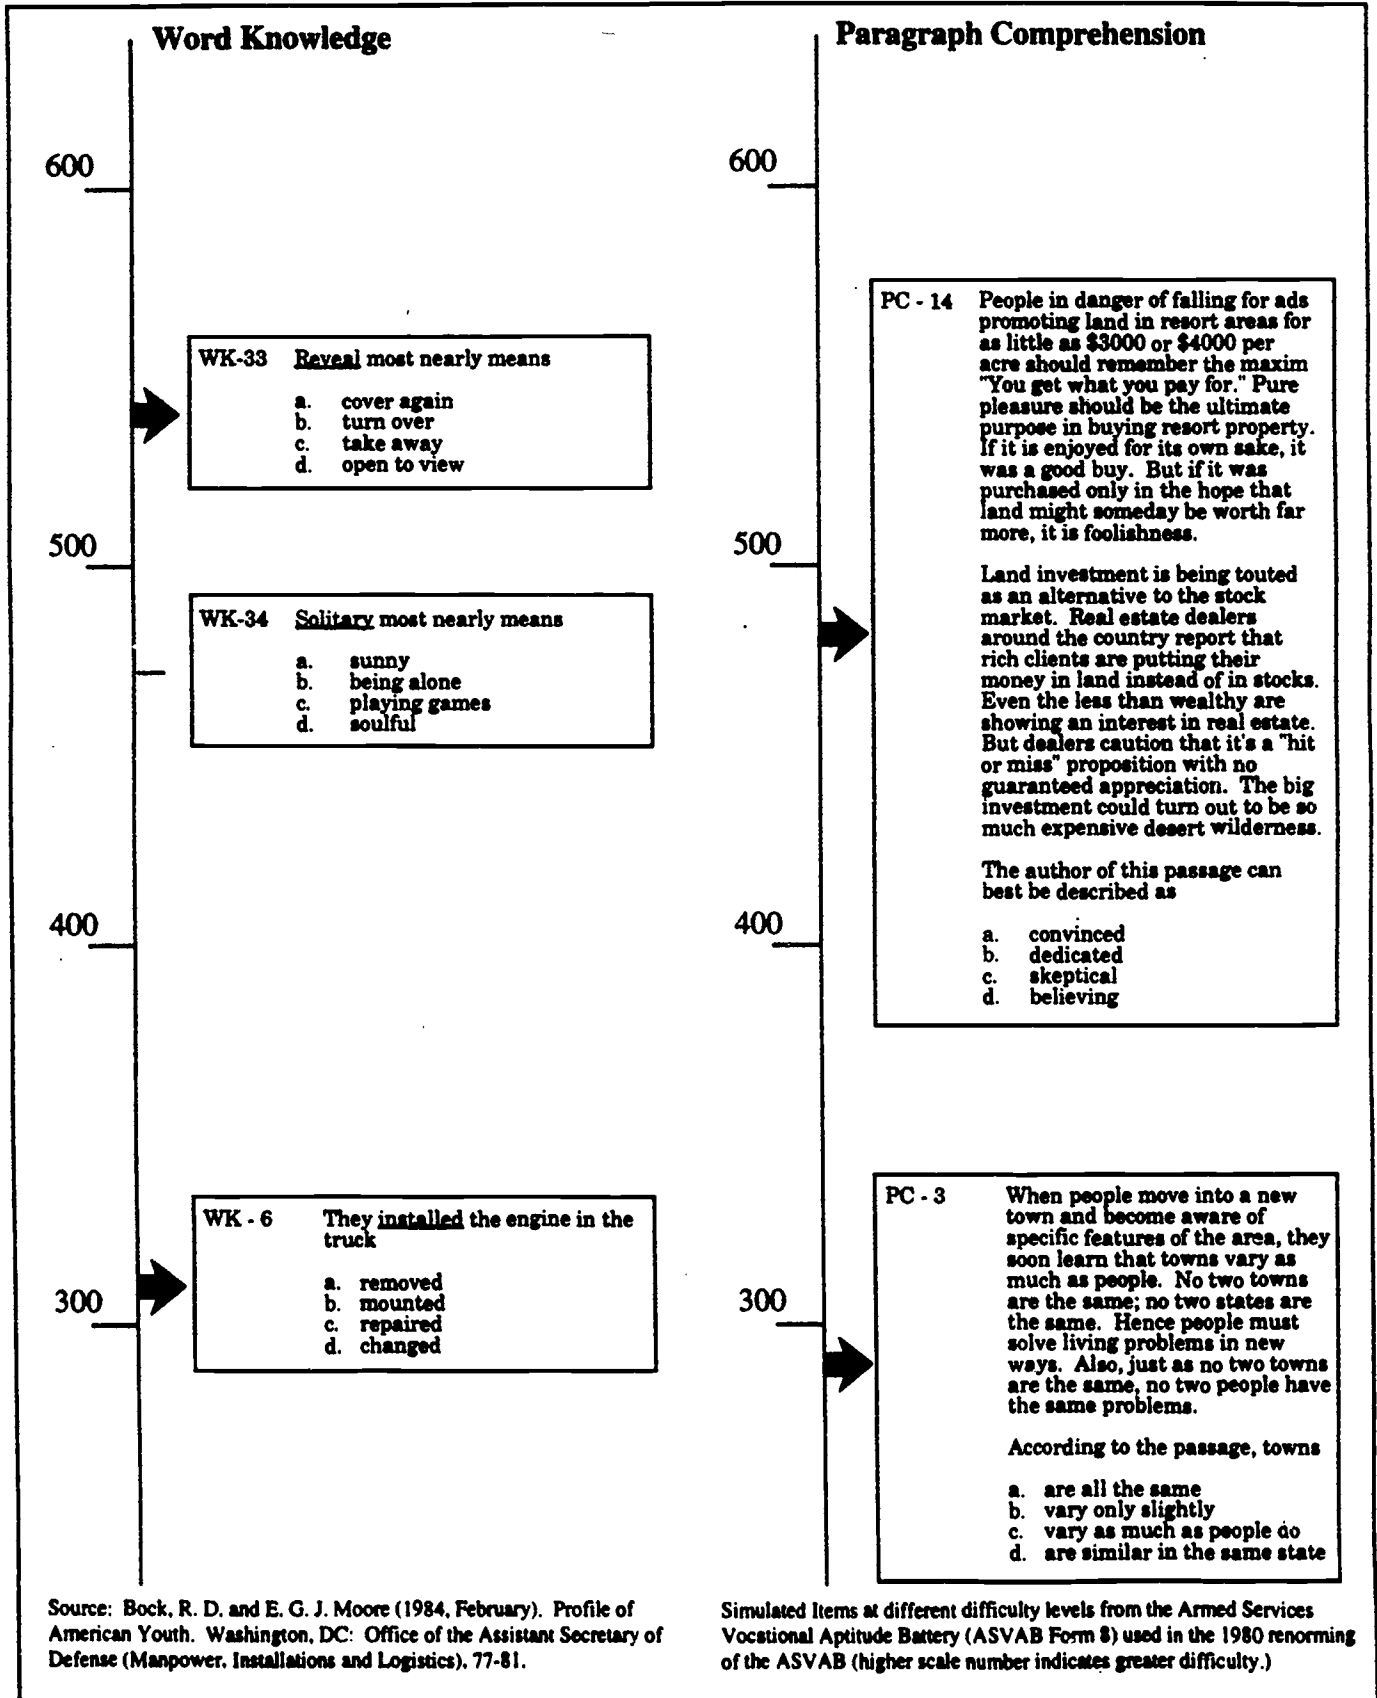 Word Knowledge
600
WK-33 Reveal most nearly means
a. cover again
b. turn over
c. take away
d. open to view
500
WK-34 Solitary most nearly means
a. sunny
b. being alone
c. playing games
d. soulful
400
WK - 6 They installed the engine in the
truck
a. removed
b. mounted
c. repaired
d. changed
300
Paragraph Comprehension
600
PC - 14 People in danger of falling for ads
promoting land in resort areas for
as little as $3000 or $4000 per
acre should remember the maxim
"You get what you pay for." Pure
pleasure should be the ultimate
purpose in buying resort property.
If it is enjoyed for its own sake, it
was a good buy. But if it was
purchased only in the hope that
land might someday be worth far
more, it is foolishness.
500
Land investment is being touted
as an alternative to the stock
market. Real estate dealers
around the country report that
rich clients are putting their
money in land instead of in stocks.
Even the less than wealthy are
showing an interest in real estate.
But dealers caution that it's a "hit
or miss" proposition with no
guaranteed appreciation. The big
investment could turn out to be so
much expensive desert wilderness.
The author of this passage can
best be described as
400
a. convinced
b. dedicated
c. skeptical
d. believing
PC - 3 When people move into a new
town and become aware of
specific features of the area, they
soon learn that towns vary as
much as people. No two towns
are the same; no two states are
the same. Hence people must
solve living problems in new
ways. Also, just as no two towns
are the same, no two people have
the same problems.
300
According to the passage, towns
a. are all the same
b. vary only slightly
c. vary as much as people do
d. are similar in the same state
Source: Bock, R. D. and E. G. J. Moore (1984, February). Profile of
American Youth. Washington, DC: Office of the Assistant Secretary of
Defense (Manpower, Installations and Logistics), 77-81.
Simulated Items at different difficulty levels from the Armed Services
Vocational Aptitude Battery (ASVAB Form 8) used in the 1980 renorming
of the ASVAB (higher scale number indicates greater difficulty.)